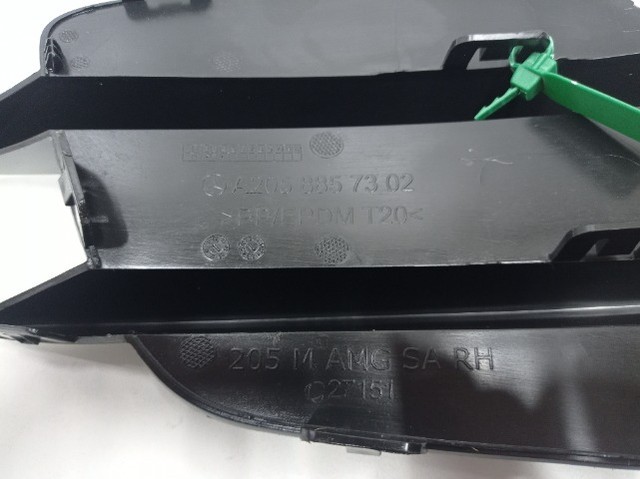 A205 885 73 02
>PP/EPDM T20<
205 M AMG SA RH
C27151